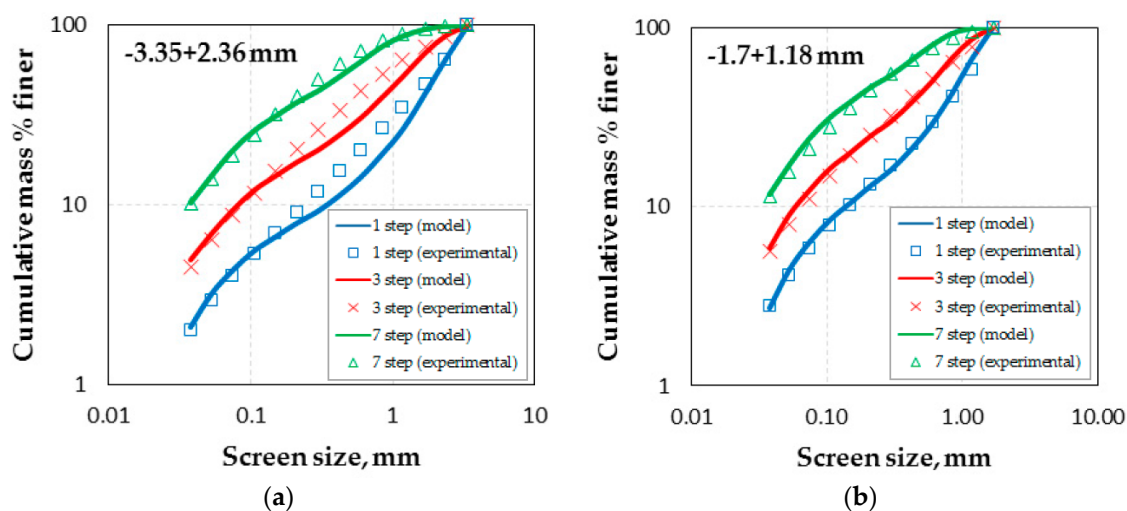 -3.35+2.36 mm
Cumulative mass % finer
100
10
1
1 step (model)
1 step (experimental)
3 step (model)
3 step (experimental)
7 step (model)
7 step (experimental)
0.01
0.1
1
10
Screen size, mm
(a)
-1.7+1.18 mm
Cumulative mass % finer
100
10
1
1 step (model)
1 step (experimental)
3 step (model)
3 step (experimental)
7 step (model)
7 step (experimental)
0.01
0.10
1.00
10.00
Screen size, mm
(b)